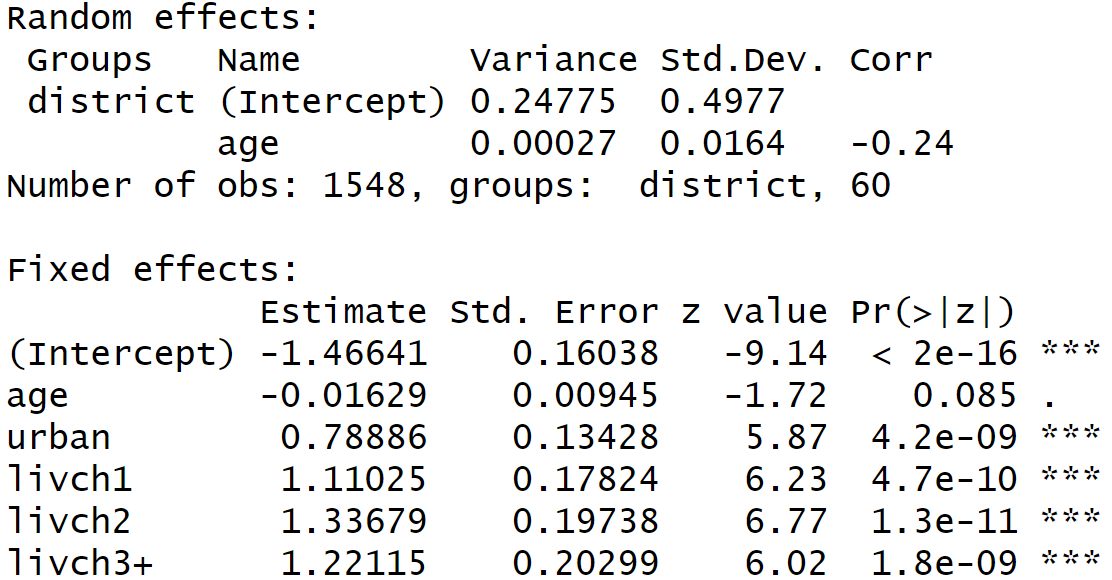 Random effects:
 Groups   Name        Variance Std.Dev. Corr
 district (Intercept) 0.24775  0.4977
          age         0.00027  0.0164   -0.24
Number of obs: 1548, groups:  district, 60

Fixed effects:
            Estimate Std. Error z value Pr(>|z|)
(Intercept) -1.46641    0.16038   -9.14  < 2e-16 ***
age         -0.01629    0.00945   -1.72    0.085 .
urban        0.78886    0.13428    5.87  4.2e-09 ***
livch1       1.11025    0.17824    6.23  4.7e-10 ***
livch2       1.33679    0.19738    6.77  1.3e-11 ***
livch3+      1.22115    0.20299    6.02  1.8e-09 ***